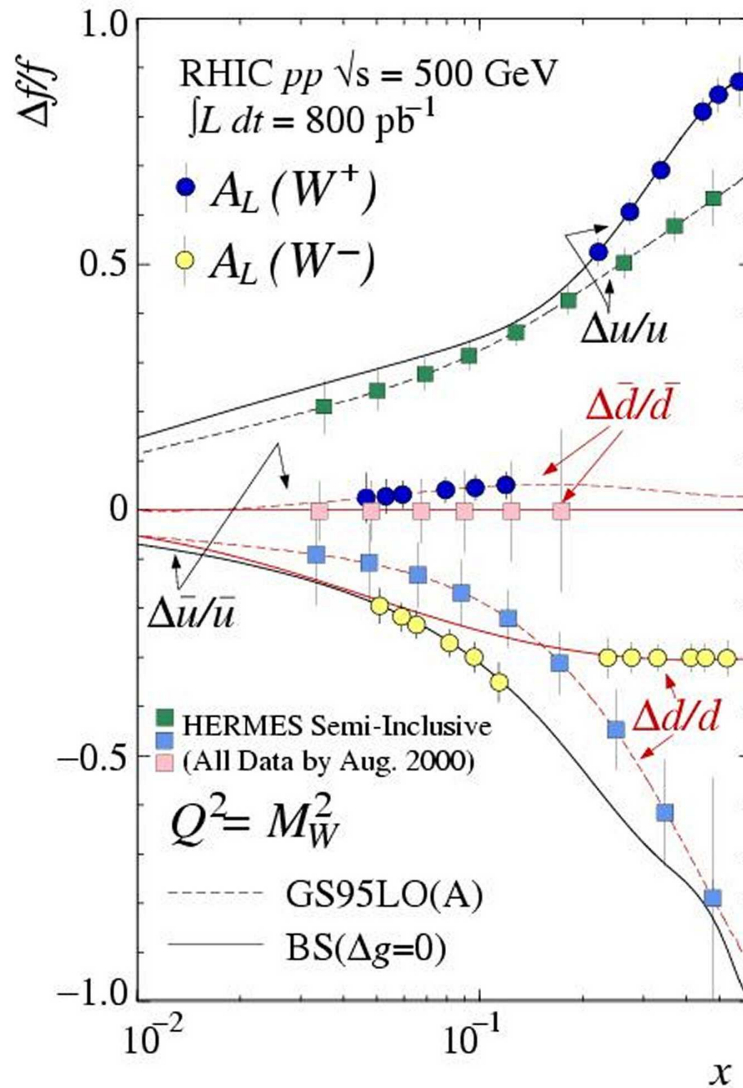 1.0
Δf/f
RHIC pp √s = 500 GeV
∫L dt = 800 pb⁻¹
A_L (W⁺)
A_L (W⁻)
0.5
Δu/u
Δd̄/d̄
0
Δū/ū
Δd/d
HERMES Semi-Inclusive
(All Data by Aug. 2000)
−0.5
Q² = M_W²
GS95LO(A)
BS(Δg=0)
−1.0
10⁻²
10⁻¹
x